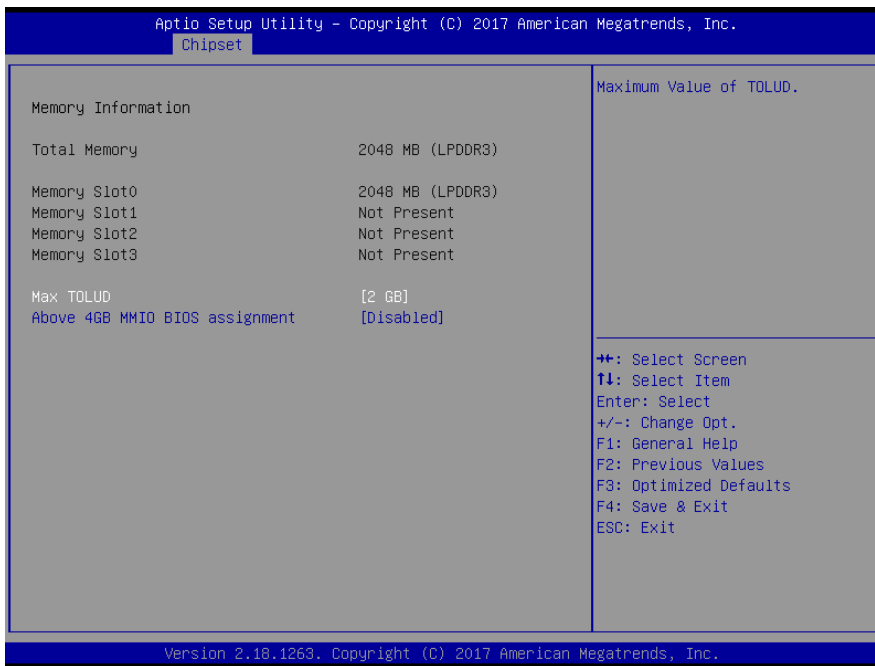 Aptio Setup Utility – Copyright (C) 2017 American Megatrends, Inc.
Chipset
Memory Information
Total Memory 2048 MB (LPDDR3)
Memory Slot0 2048 MB (LPDDR3)
Memory Slot1 Not Present
Memory Slot2 Not Present
Memory Slot3 Not Present
Max TOLUD [2 GB]
Above 4GB MMIO BIOS assignment [Disabled]
Maximum Value of TOLUD.
→←: Select Screen
↑↓: Select Item
Enter: Select
+/-: Change Opt.
F1: General Help
F2: Previous Values
F3: Optimized Defaults
F4: Save & Exit
ESC: Exit
Version 2.18.1263. Copyright (C) 2017 American Megatrends, Inc.